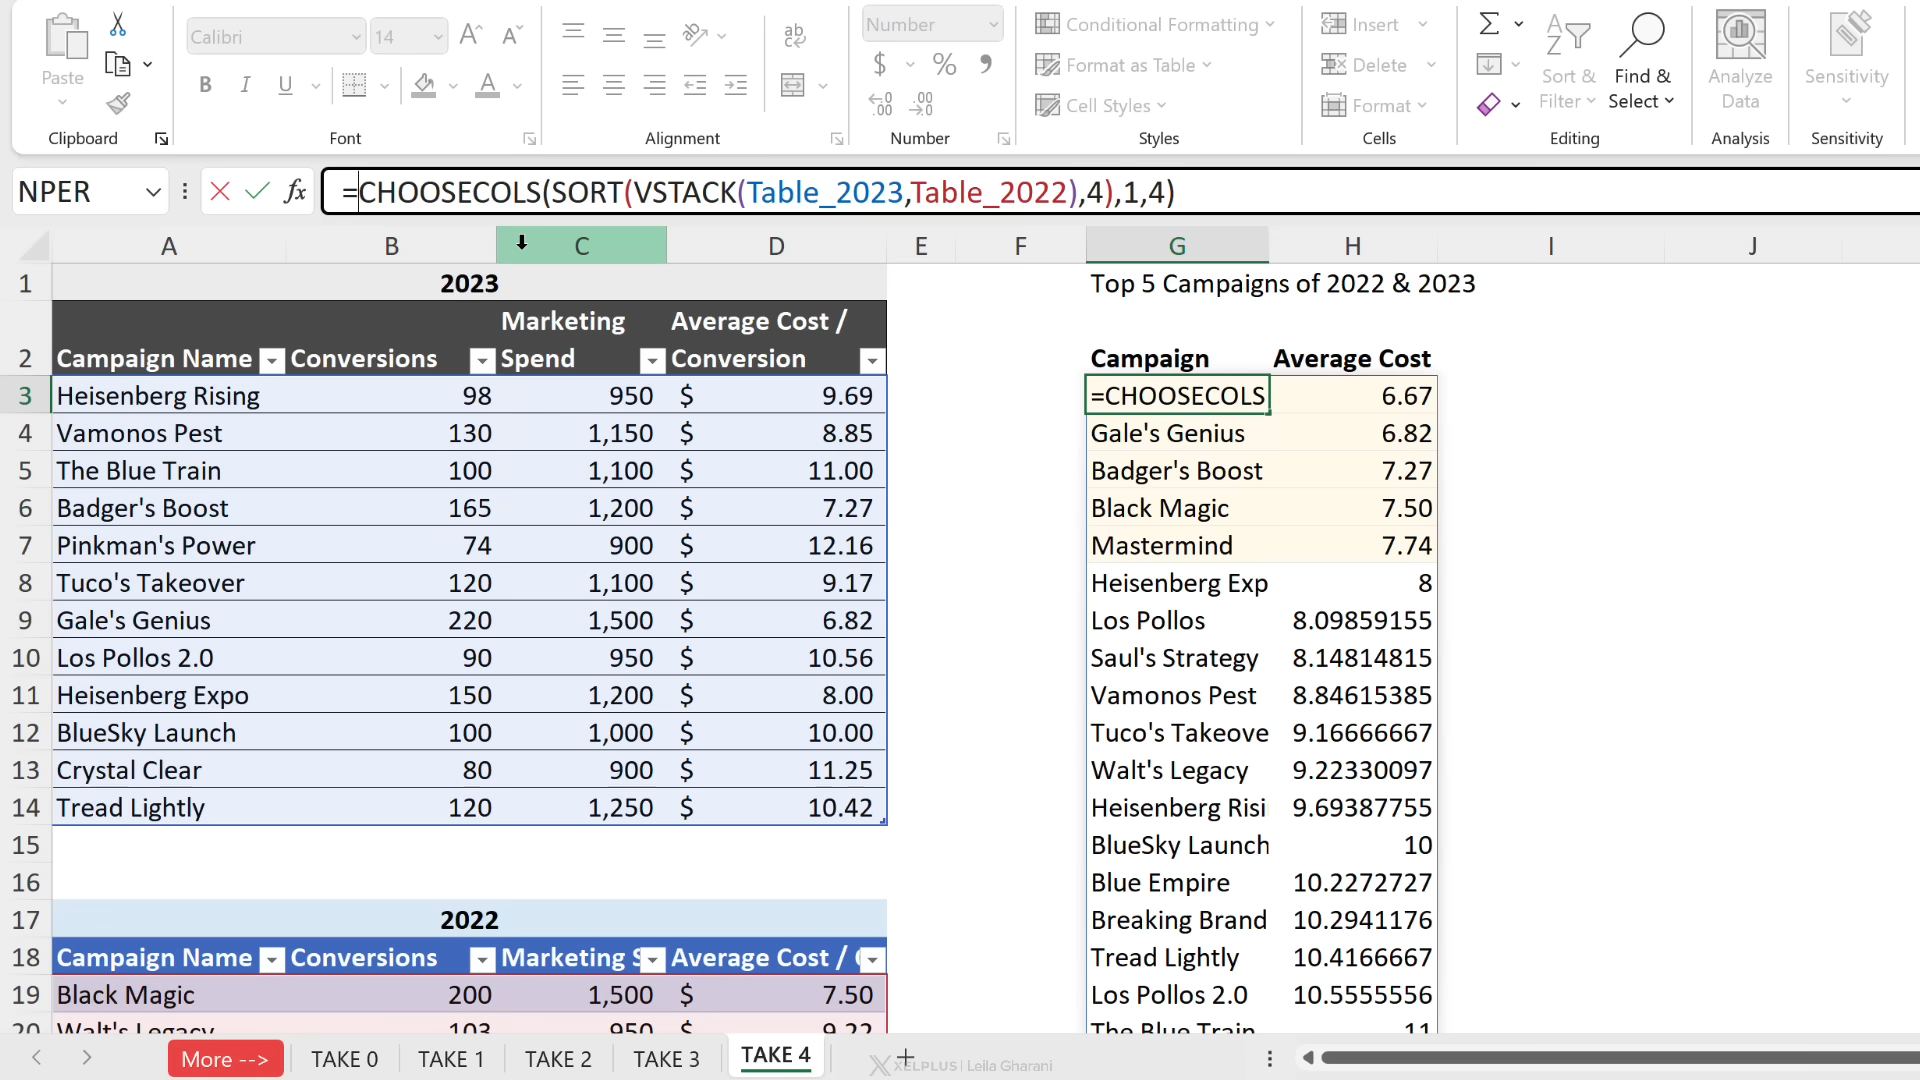 Paste
Clipboard
Calibri 14
B I U A
Font
ab
Alignment
Number
$ % 9
Number
Conditional Formatting
Format as Table
Cell Styles
Styles
Insert
Delete
Format
Cells
Sort & Filter
Find & Select
Editing
Analyze Data
Analysis
Sensitivity
Sensitivity
NPER fx =CHOOSECOLS(SORT(VSTACK(Table_2023,Table_2022),4),1,4)
A B C D E F G H I J
1 2023 Top 5 Campaigns of 2022 & 2023
Marketing Average Cost /
2 Campaign Name Conversions Spend Conversion Campaign Average Cost
3 Heisenberg Rising 98 950 $ 9.69 =CHOOSECOLS 6.67
4 Vamonos Pest 130 1,150 $ 8.85 Gale's Genius 6.82
5 The Blue Train 100 1,100 $ 11.00 Badger's Boost 7.27
6 Badger's Boost 165 1,200 $ 7.27 Black Magic 7.50
7 Pinkman's Power 74 900 $ 12.16 Mastermind 7.74
8 Tuco's Takeover 120 1,100 $ 9.17 Heisenberg Exp 8
9 Gale's Genius 220 1,500 $ 6.82 Los Pollos 8.09859155
10 Los Pollos 2.0 90 950 $ 10.56 Saul's Strategy 8.14814815
11 Heisenberg Expo 150 1,200 $ 8.00 Vamonos Pest 8.84615385
12 BlueSky Launch 100 1,000 $ 10.00 Tuco's Takeove 9.16666667
13 Crystal Clear 80 900 $ 11.25 Walt's Legacy 9.22330097
14 Tread Lightly 120 1,250 $ 10.42 Heisenberg Risi 9.69387755
15 BlueSky Launch 10
16 Blue Empire 10.2272727
17 2022 Breaking Brand 10.2941176
18 Campaign Name Conversions Marketing S Average Cost / Tread Lightly 10.4166667
19 Black Magic 200 1,500 $ 7.50 Los Pollos 2.0 10.5555556
20 Walt's Legacy 103 950 $ 9.22 The Blue Train 11
More --> TAKE 0 TAKE 1 TAKE 2 TAKE 3 TAKE 4
XELPLUS | Leila Gharani